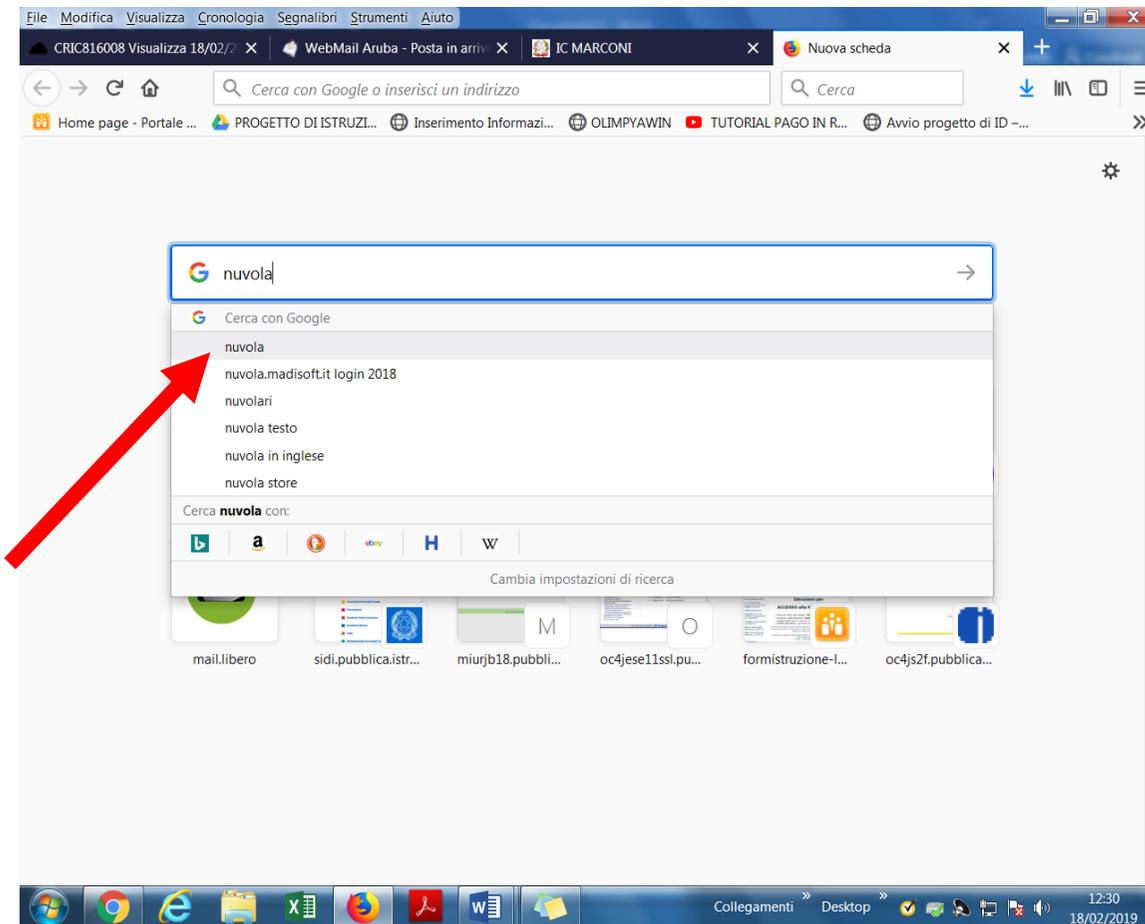 File Modifica Visualizza Cronologia Segnalibri Strumenti Aiuto
CRIC816008 Visualizza 18/02/2 WebMail Aruba - Posta in arriv IC MARCONI Nuova scheda
Cerca con Google o inserisci un indirizzo Cerca
Home page - Portale ... PROGETTO DI ISTRUZI... Inserimento Informazi... OLIMPYAWIN TUTORIAL PAGO IN R... Avvio progetto di ID –...
nuvola
Cerca con Google
nuvola
nuvola.madisoft.it login 2018
nuvolari
nuvola testo
nuvola in inglese
nuvola store
Cerca nuvola con:
b a ebay H W
Cambia impostazioni di ricerca
ACCESSO alla
M O
mail.libero sidi.pubblica.istr... miurjb18.pubbli... oc4jese11ssl.pu... formistruzione-l... oc4js2f.pubblica...
Collegamenti » Desktop » 12:30
18/02/2019